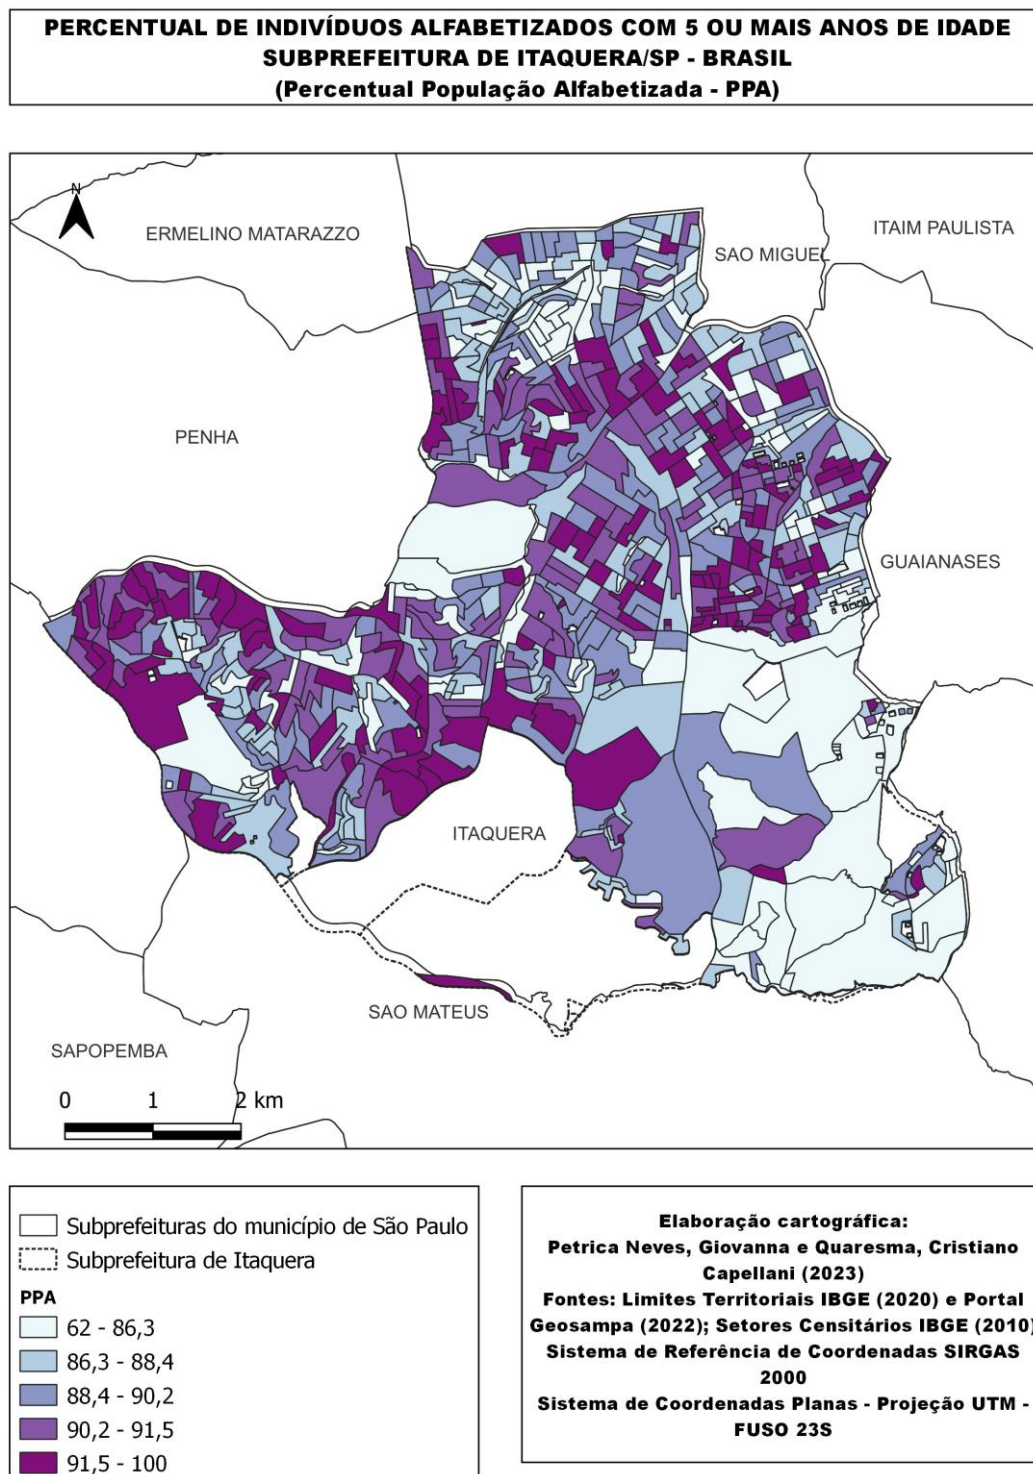 PERCENTUAL DE INDIVÍDUOS ALFABETIZADOS COM 5 OU MAIS ANOS DE IDADE
SUBPREFEITURA DE ITAQUERA/SP - BRASIL
(Percentual População Alfabetizada - PPA)
N
ERMELINO MATARAZZO
SAO MIGUEL
ITAIM PAULISTA
PENHA
GUAIANASES
ITAQUERA
SAO MATEUS
SAPOPEMBA
0 1 2 km
Subprefeituras do município de São Paulo
Subprefeitura de Itaquera
PPA
62 - 86,3
86,3 - 88,4
88,4 - 90,2
90,2 - 91,5
91,5 - 100
Elaboração cartográfica:
Petrica Neves, Giovanna e Quaresma, Cristiano
Capellani (2023)
Fontes: Limites Territoriais IBGE (2020) e Portal
Geosampa (2022); Setores Censitários IBGE (2010)
Sistema de Referência de Coordenadas SIRGAS
2000
Sistema de Coordenadas Planas - Projeção UTM -
FUSO 23S